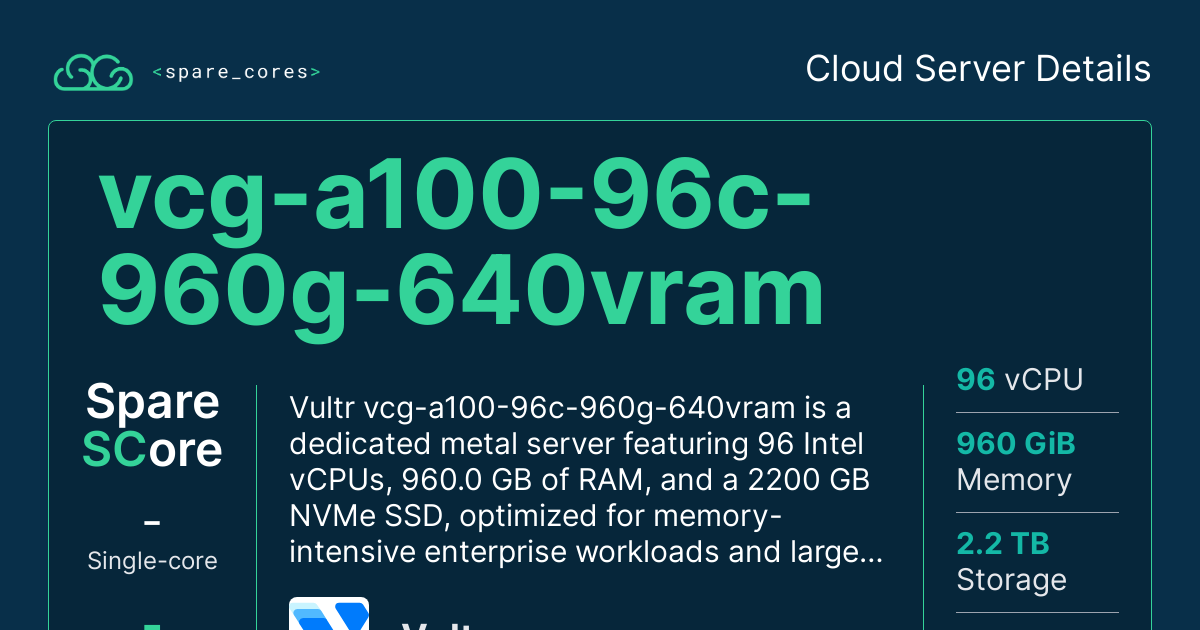 <spare_cores>
Cloud Server Details
vcg-a100-96c-
960g-640vram
Spare
SCore
–
Single-core
Vultr vcg-a100-96c-960g-640vram is a
dedicated metal server featuring 96 Intel
vCPUs, 960.0 GB of RAM, and a 2200 GB
NVMe SSD, optimized for memory-
intensive enterprise workloads and large...
96 vCPU
960 GiB
Memory
2.2 TB
Storage